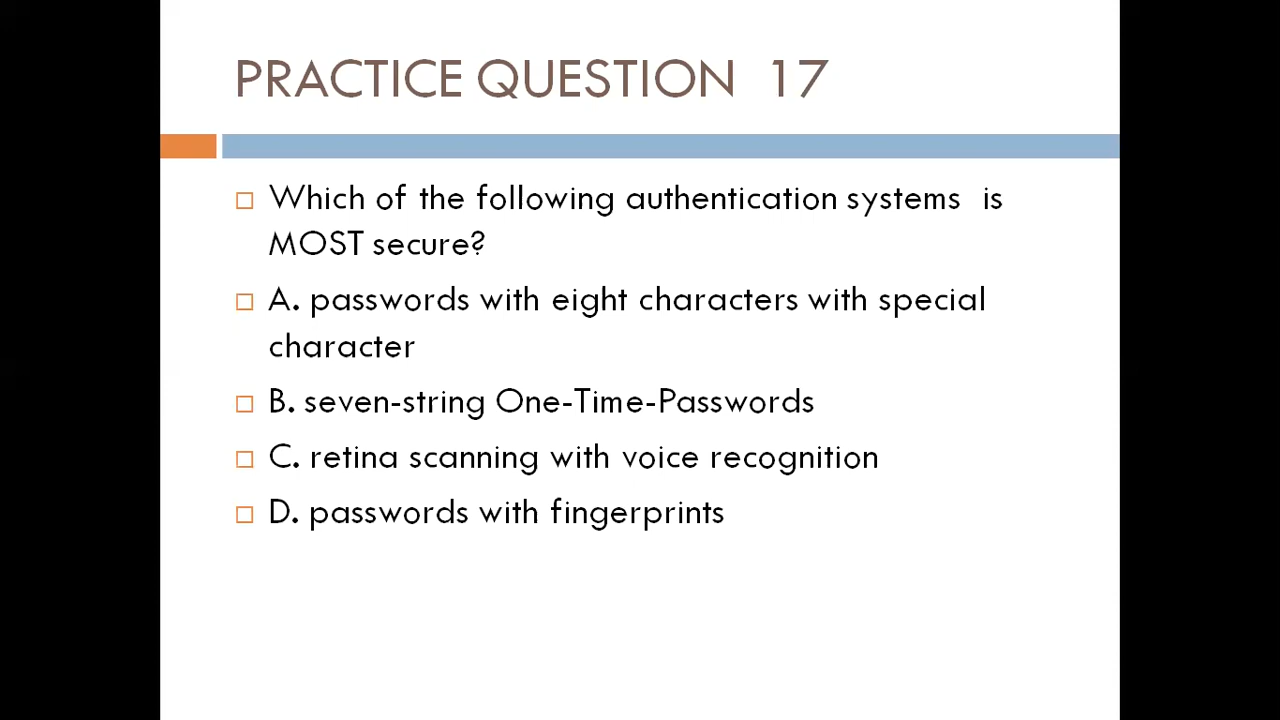 PRACTICE QUESTION 17
Which of the following authentication systems is
MOST secure?
A. passwords with eight characters with special
character
B. seven-string One-Time-Passwords
C. retina scanning with voice recognition
D. passwords with fingerprints